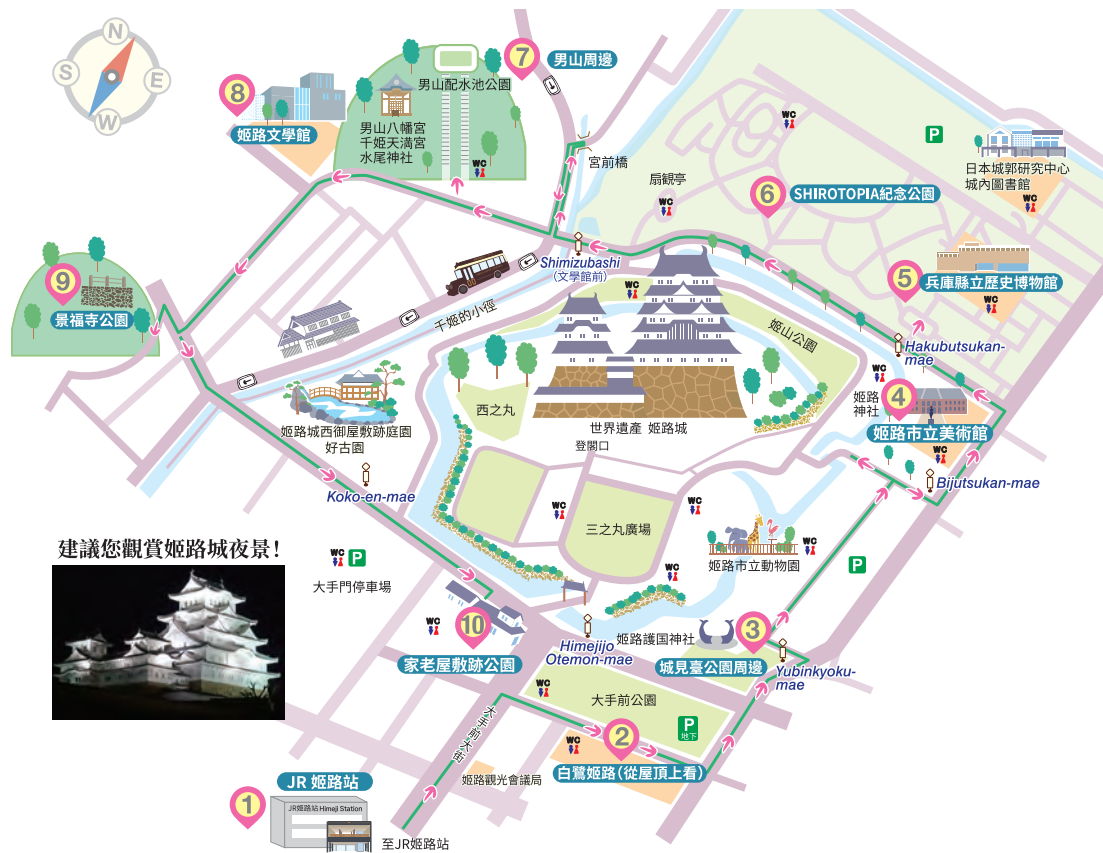 N
S
E
W
8
姬路文學館
男山配水池公園
男山八幡宮
千姬天滿宮
水尾神社
WC
7
男山周邊
宮前橋
WC
P
日本城郭研究中心
城內圖書館
WC
扇観亭
WC
6
SHIROTOPIA紀念公園
5
兵庫縣立歷史博物館
WC
Shimizubashi
(文學館前)
9
景福寺公園
千姬的小徑
WC
姬山公園
Hakubutsukan-
mae
WC
姬路
神社
4
姬路市立美術館
WC
Bijutsukan-mae
西之丸
世界遺產 姬路城
登閣口
姬路城西御屋敷跡庭園
好古園
Koko-en-mae
WC
三之丸廣場
WC
姬路市立動物園
WC
P
WC
建議您觀賞姬路城夜景!
WC
P
大手門停車場
WC
10
家老屋敷跡公園
Himejijo
Otemon-mae
姬路護国神社
3
城見臺公園周邊
Yubinkyoku-
mae
WC
大手前公園
P
地下
大手前大街
WC
2
白鷺姬路(從屋頂上看)
姬路觀光會議局
JR 姬路站
1
JR姬路站 Himeji Station
至JR姬路站